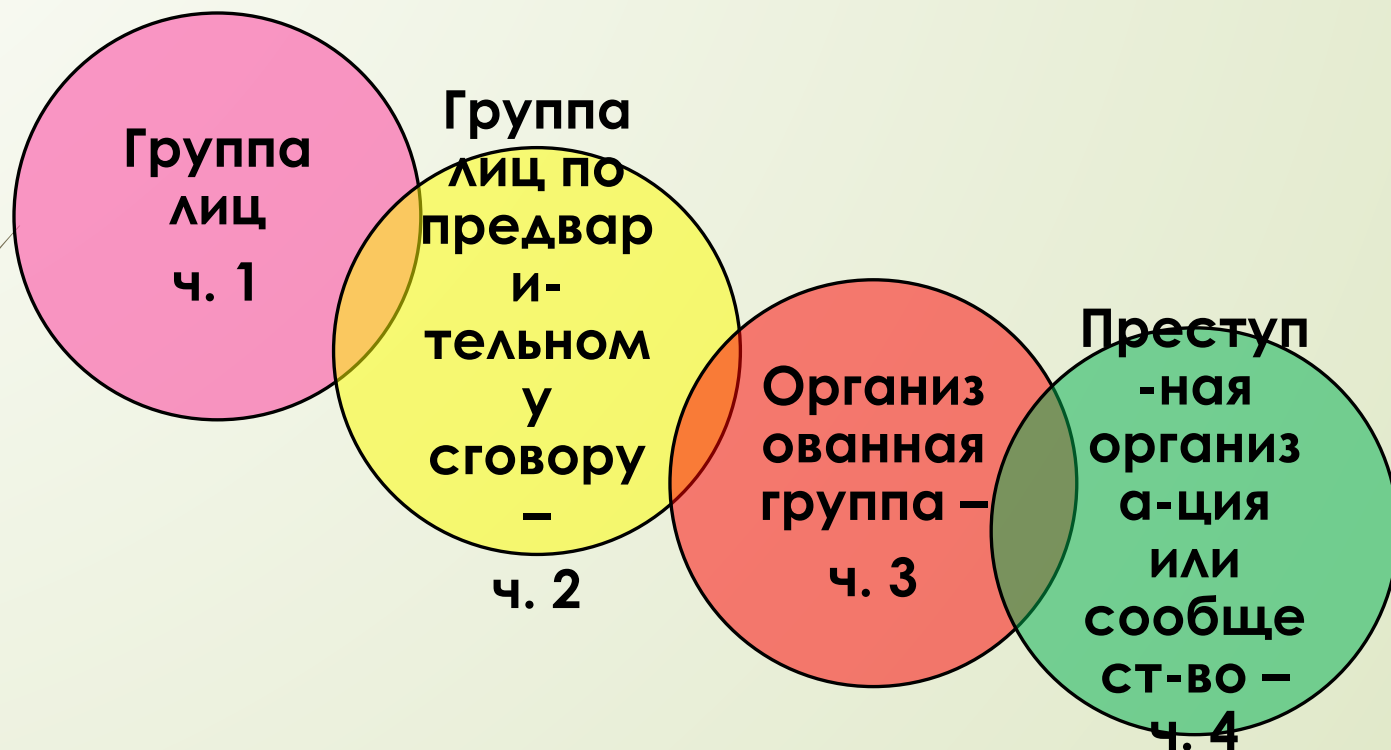 Группа
лиц
ч. 1
Группа
лиц по
предвар
и-
тельном
у
сговору
–
ч. 2
Организ
ованная
группа –
ч. 3
Преступ
-ная
организ
а-ция
или
сообще
ст-во –
ч. 4